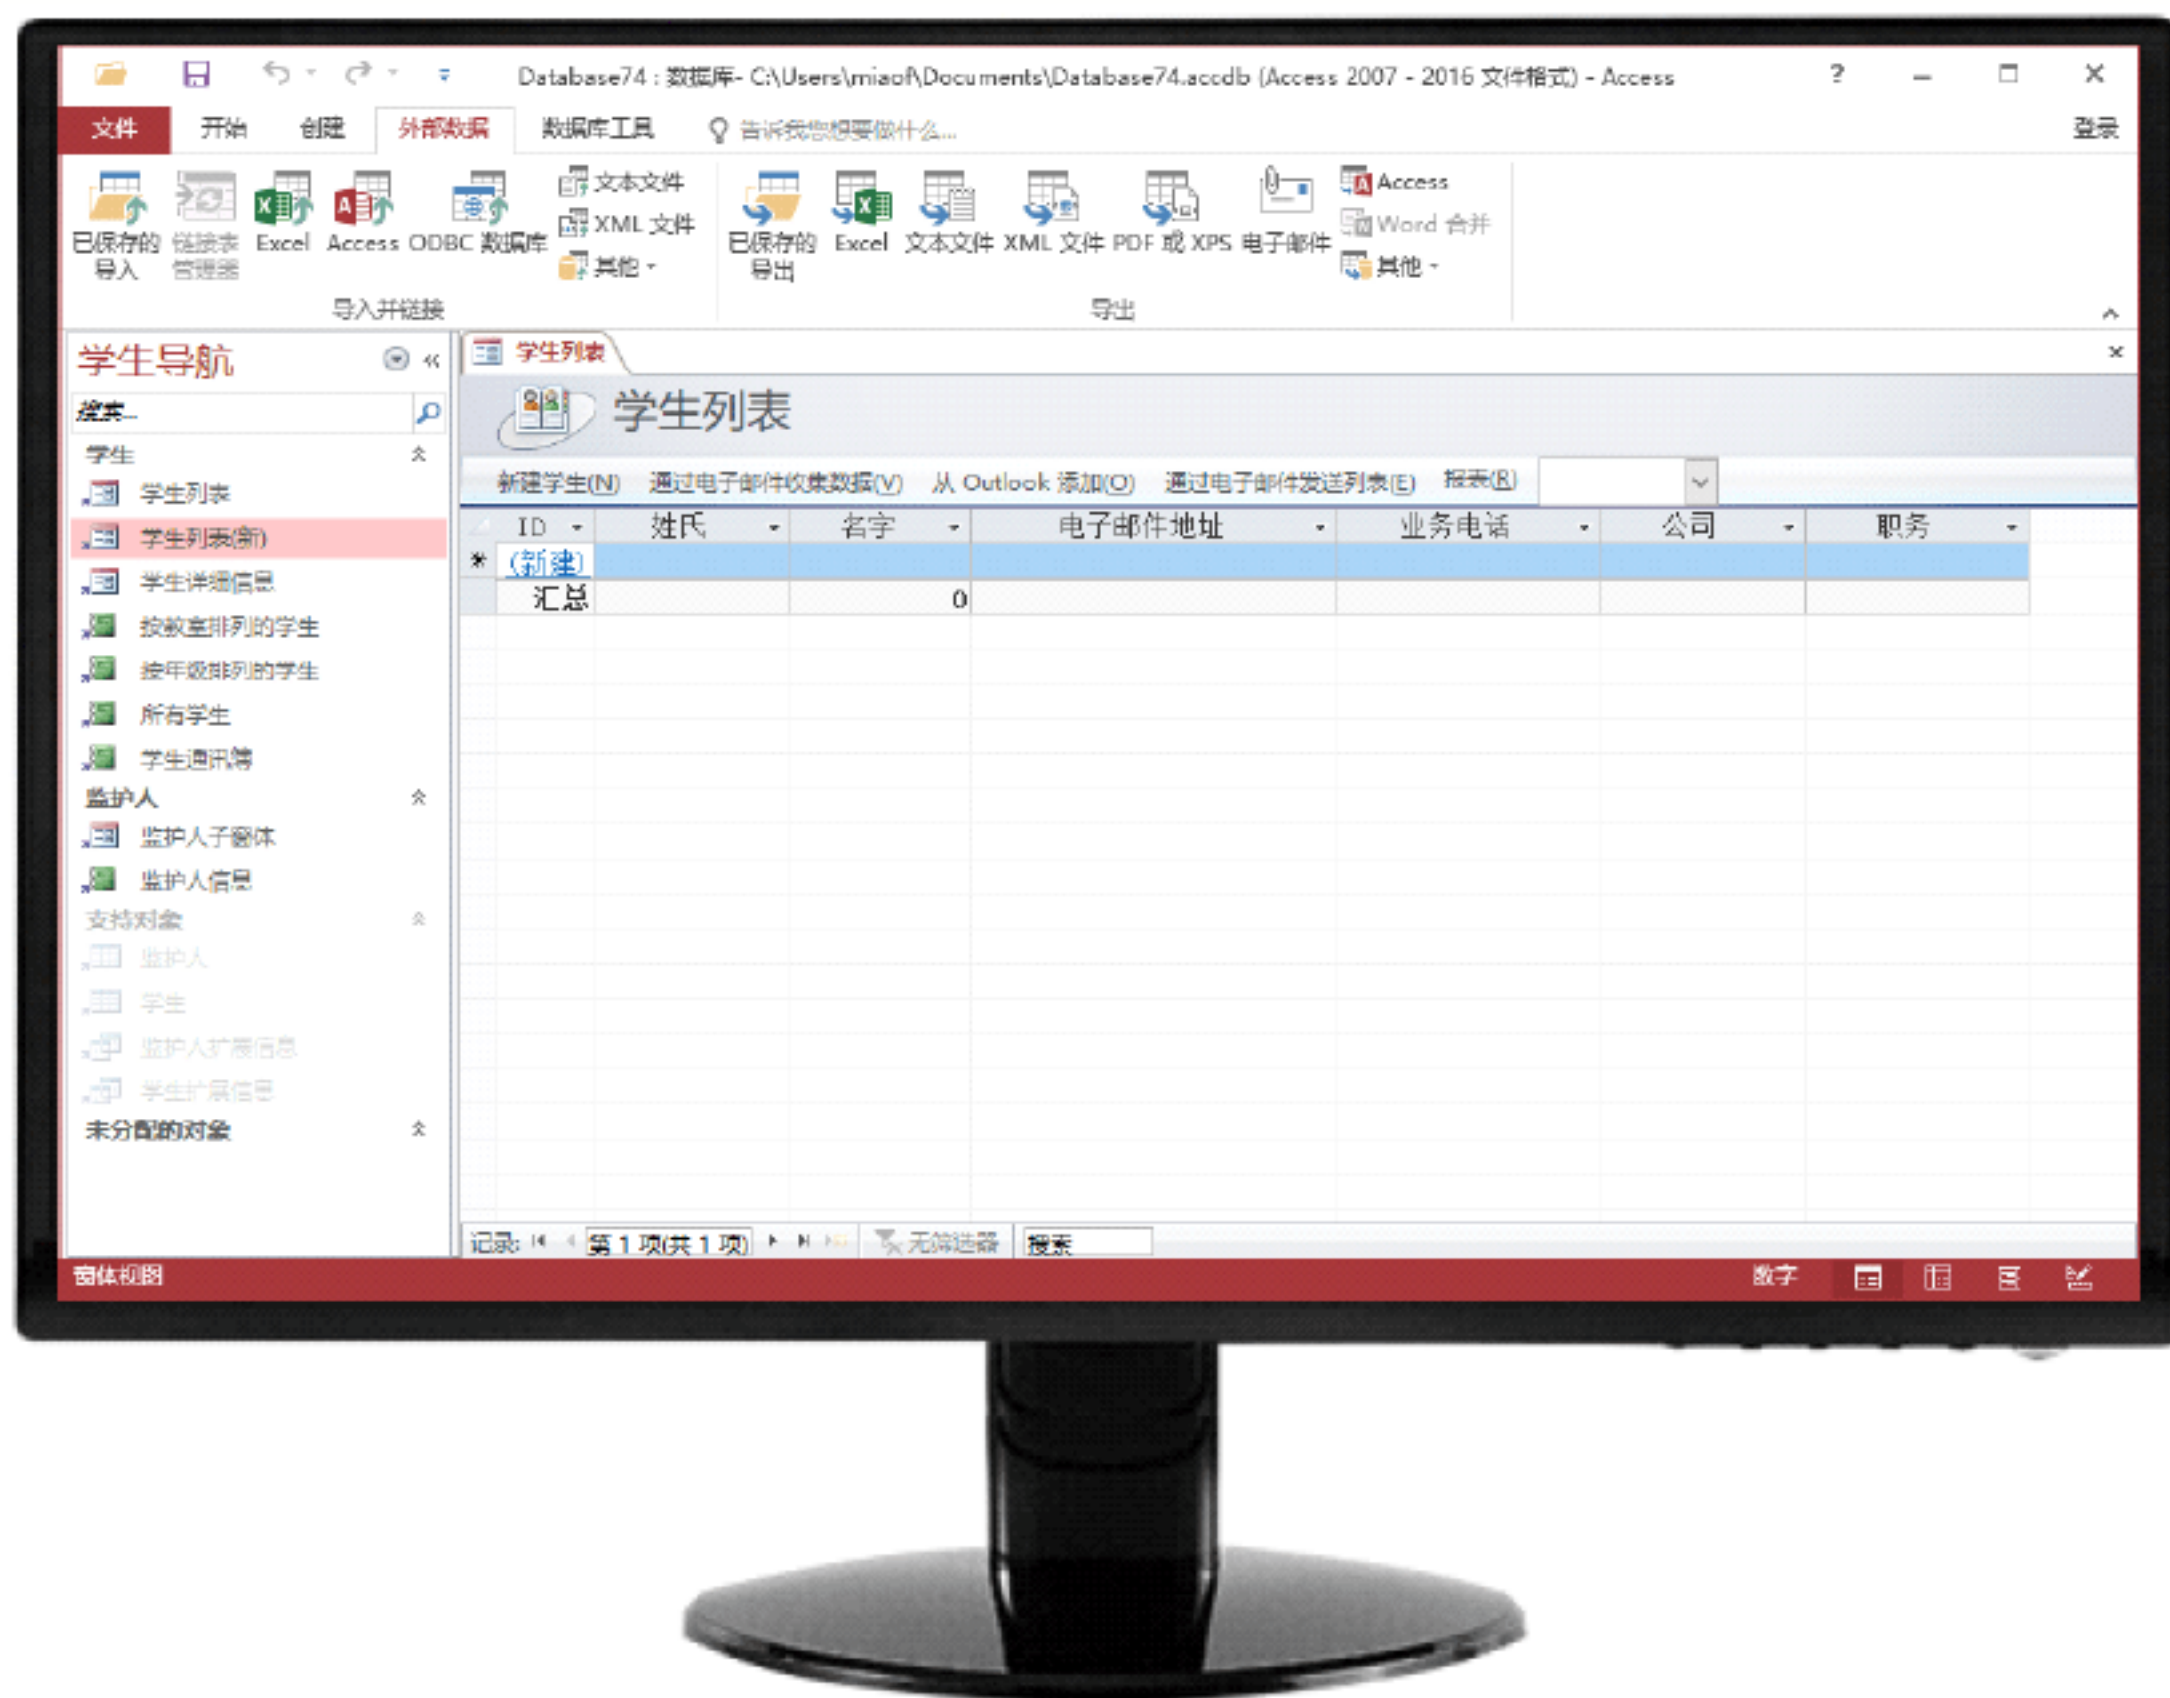 Database74 : 数据库- C:\Users\miaof\Documents\Database74.accdb (Access 2007 - 2016 文件格式) - Access ?
文件 开始 创建 外部数据 数据库工具 告诉我您想要做什么... 登录
已保存的导入 链接表管理器 Excel Access ODBC 数据库 文本文件 XML 文件 其他
已保存的导出 Excel 文本文件 XML 文件 PDF 或 XPS 电子邮件 Access Word 合并 其他
导入并链接 导出
学生导航
搜索...
学生
学生列表
学生列表(新)
学生详细信息
按教室排列的学生
按年级排列的学生
所有学生
学生通讯簿
监护人
监护人子窗体
监护人信息
支持对象
监护人
学生
监护人扩展信息
学生扩展信息
未分配的对象
学生列表
学生列表
新建学生(N) 通过电子邮件收集数据(V) 从 Outlook 添加(O) 通过电子邮件发送列表(E) 报表(R)
ID 姓氏 名字 电子邮件地址 业务电话 公司 职务
* (新建)
汇总 0
记录: 第 1 项(共 1 项) 无筛选器 搜索
窗体视图 数字